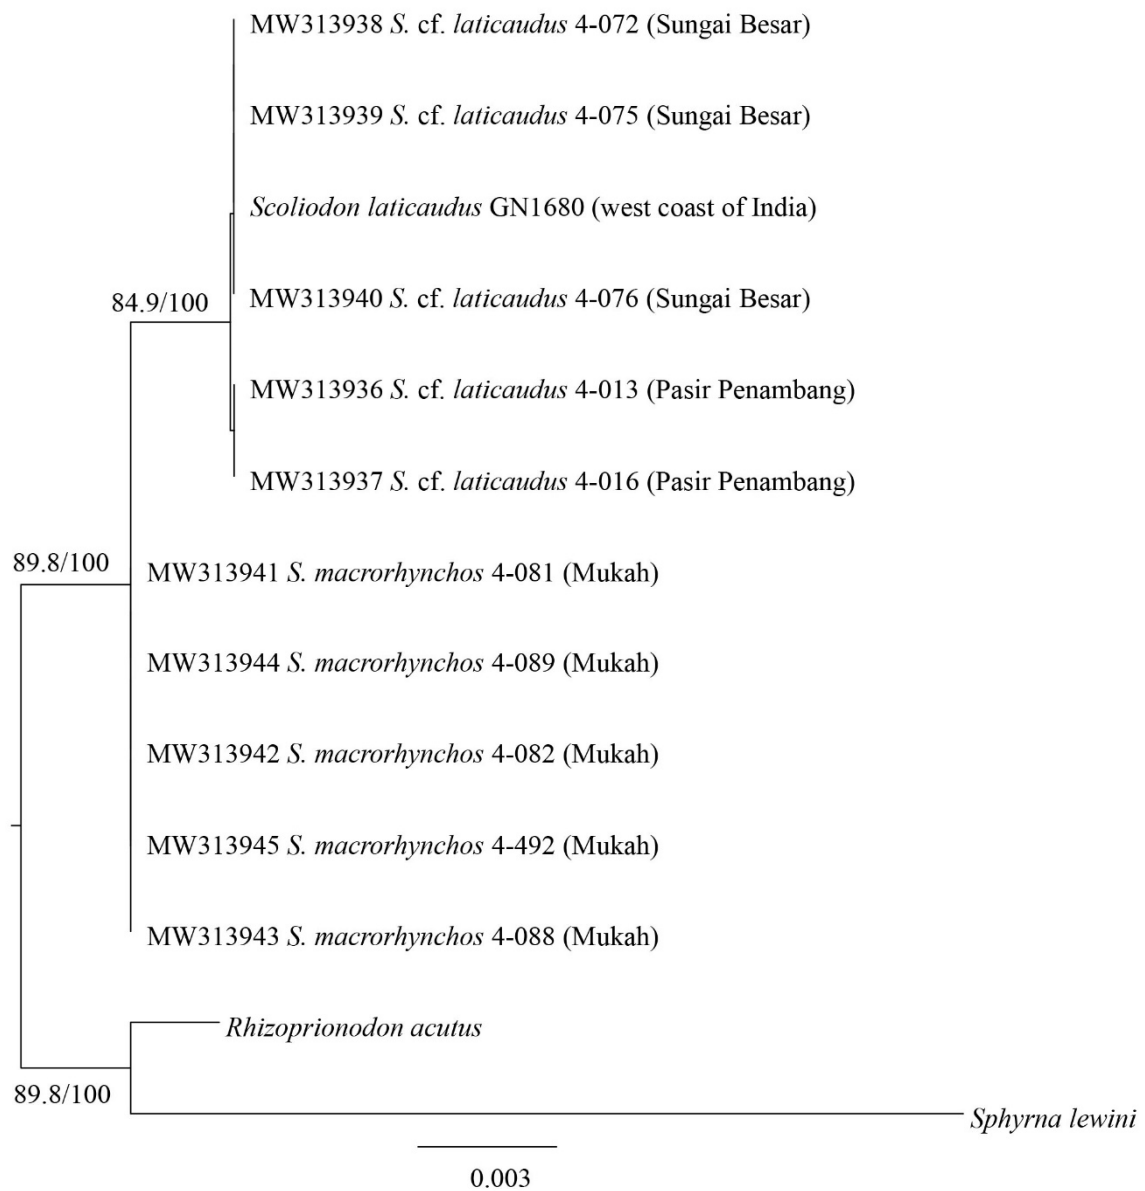 MW313938 S. cf. laticaudus 4-072 (Sungai Besar)
MW313939 S. cf. laticaudus 4-075 (Sungai Besar)
Scoliodon laticaudus GN1680 (west coast of India)
MW313940 S. cf. laticaudus 4-076 (Sungai Besar)
84.9/100
MW313936 S. cf. laticaudus 4-013 (Pasir Penambang)
MW313937 S. cf. laticaudus 4-016 (Pasir Penambang)
89.8/100
MW313941 S. macrorhynchos 4-081 (Mukah)
MW313944 S. macrorhynchos 4-089 (Mukah)
MW313942 S. macrorhynchos 4-082 (Mukah)
MW313945 S. macrorhynchos 4-492 (Mukah)
MW313943 S. macrorhynchos 4-088 (Mukah)
Rhizoprionodon acutus
89.8/100
Sphyrna lewini
0.003